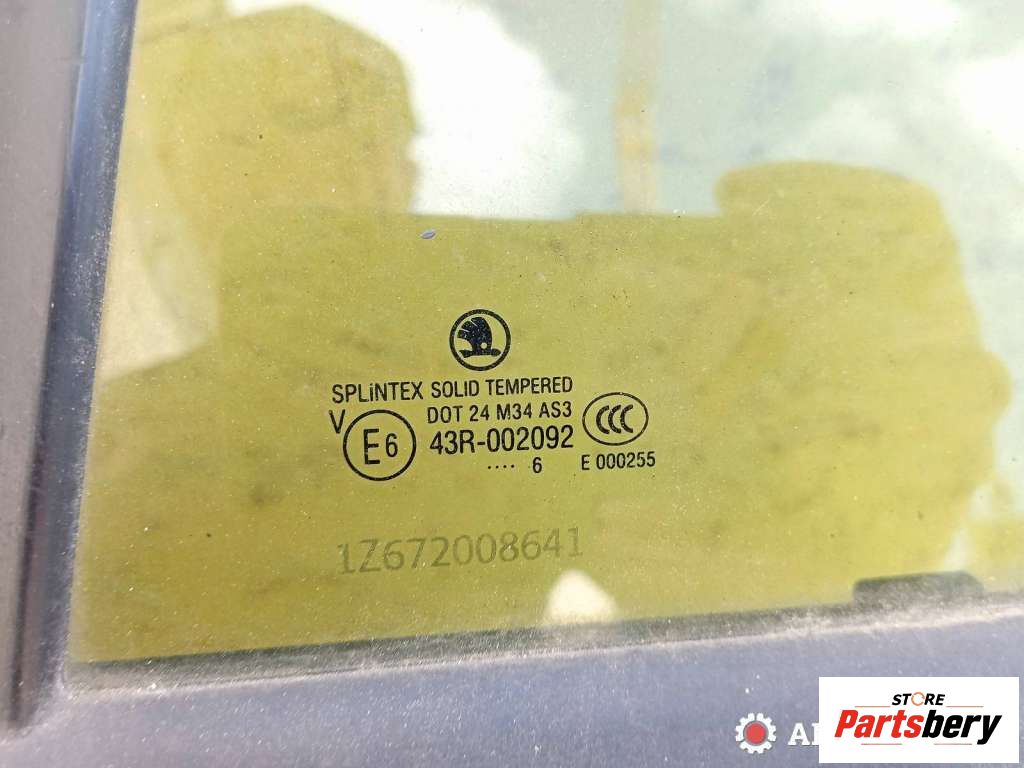 SPLiNTEX SOLID TEMPERED
V
DOT 24 M34 AS3
CCC
E6
43R-002092
.... 6
E 000255
1Z672008641
STORE
Partsbery